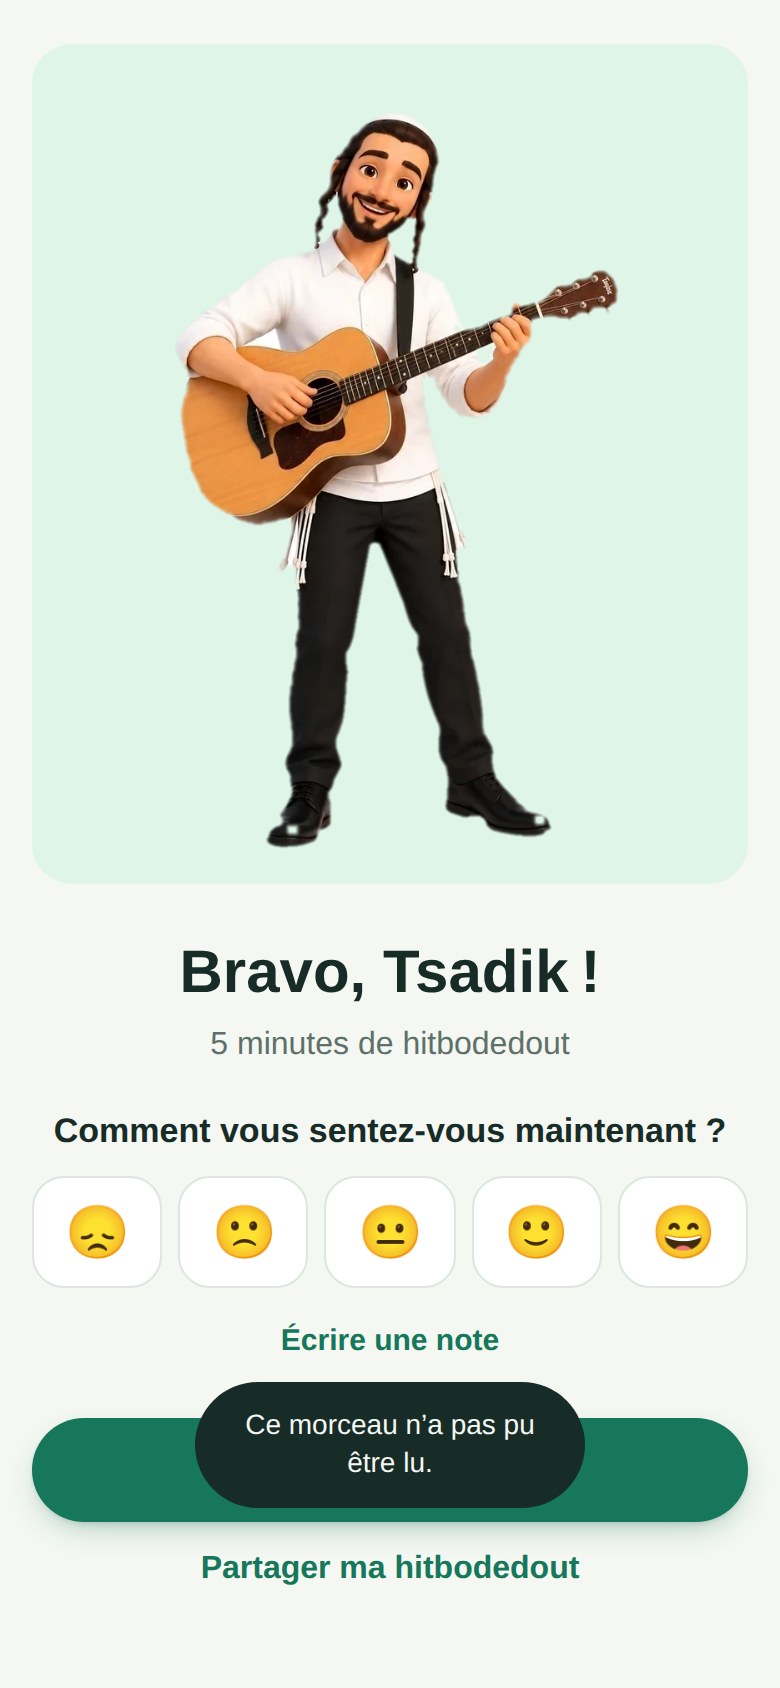 Bravo, Tsadik !
5 minutes de hitbodedout
Comment vous sentez-vous maintenant ?
Écrire une note
Ce morceau n’a pas pu
être lu.
Partager ma hitbodedout